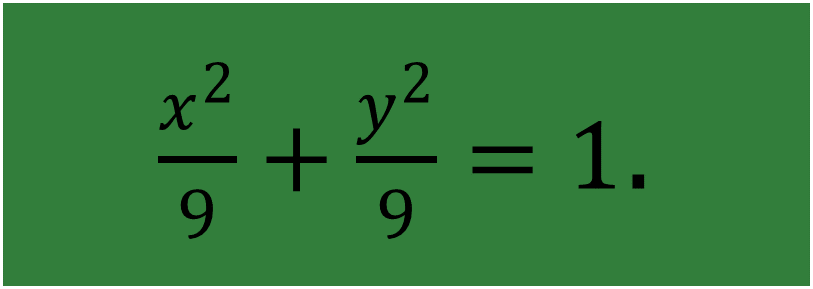 x²/9 + y²/9 = 1.